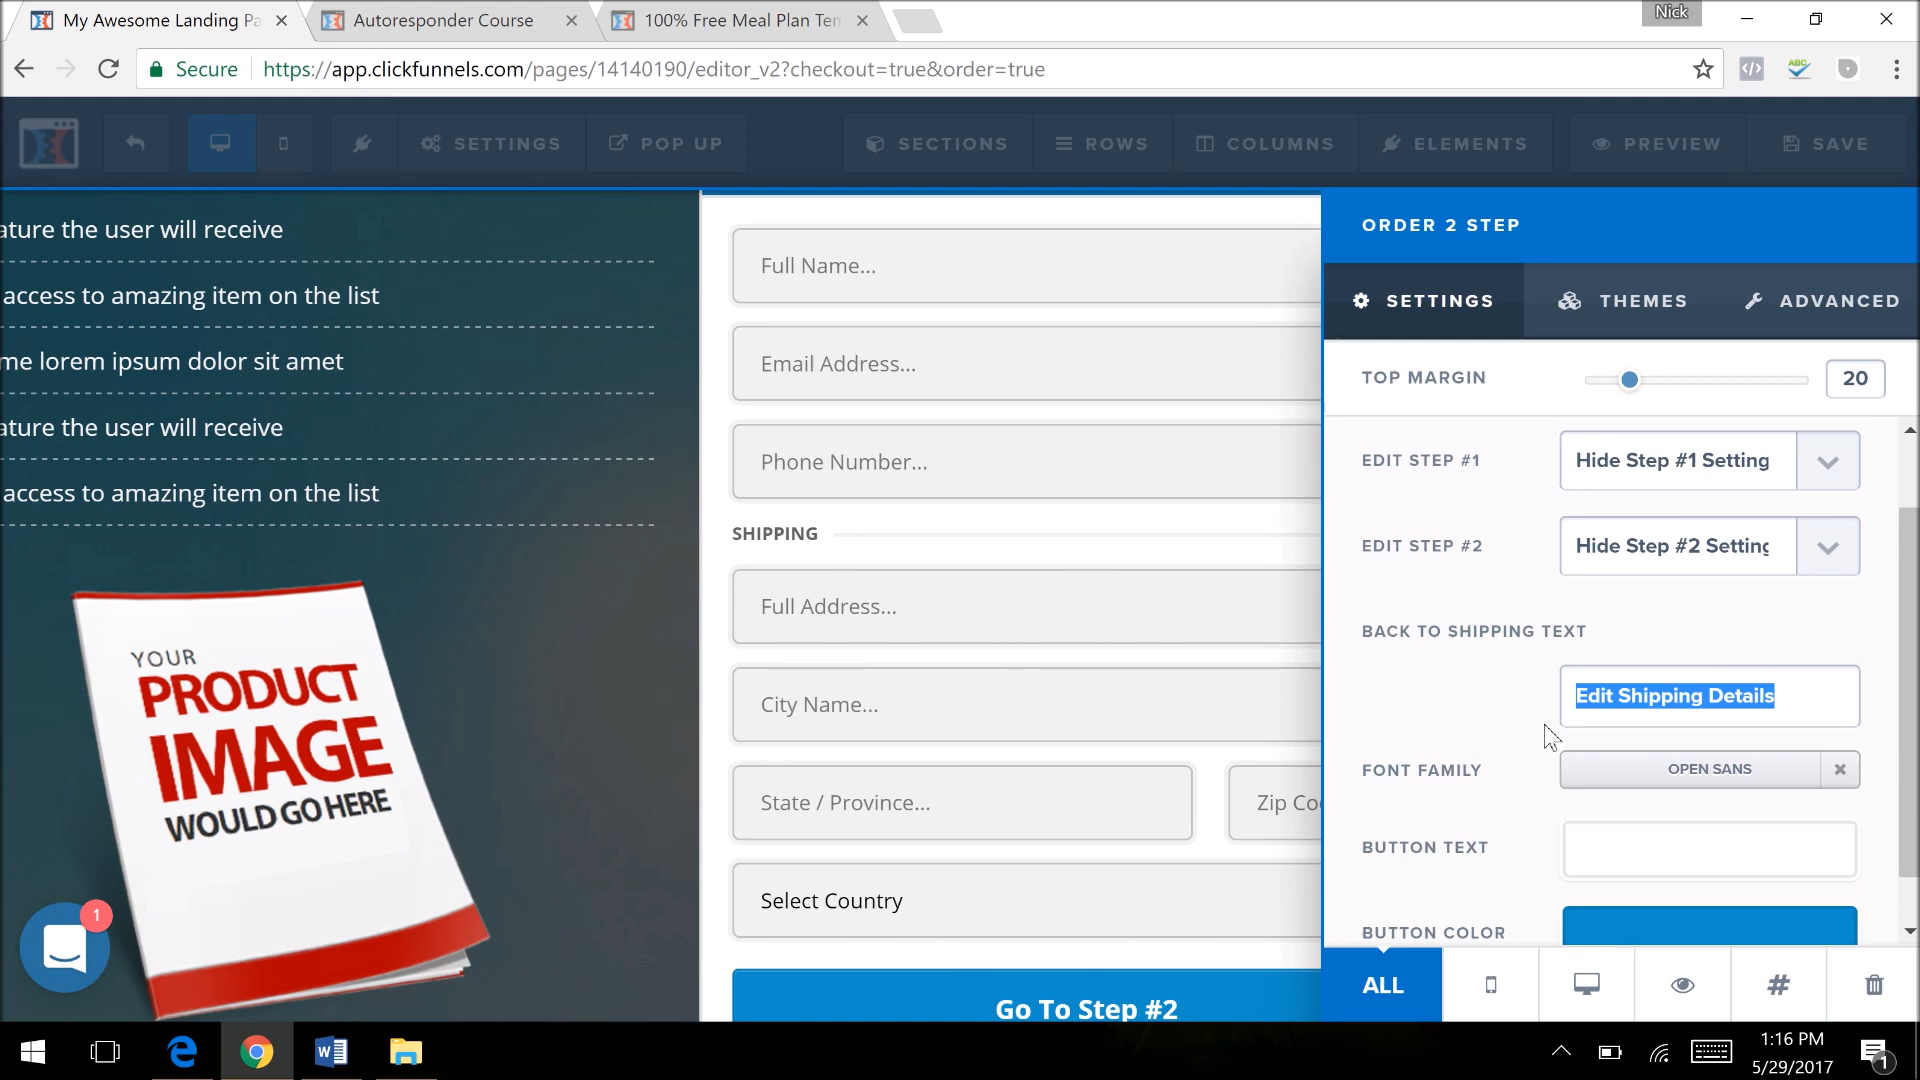 My Awesome Landing Pa
Autoresponder Course
100% Free Meal Plan Tem
Nick
Secure
https://app.clickfunnels.com/pages/14140190/editor_v2?checkout=true&order=true
ABC
SETTINGS
POP UP
SECTIONS
ROWS
COLUMNS
ELEMENTS
PREVIEW
SAVE
ature the user will receive
access to amazing item on the list
me lorem ipsum dolor sit amet
ature the user will receive
access to amazing item on the list
YOUR
PRODUCT
IMAGE
WOULD GO HERE
1
Full Name...
Email Address...
Phone Number...
SHIPPING
Full Address...
City Name...
State / Province...
Zip Co
Select Country
Go To Step #2
ORDER 2 STEP
SETTINGS
THEMES
ADVANCED
TOP MARGIN
20
EDIT STEP #1
Hide Step #1 Setting
EDIT STEP #2
Hide Step #2 Setting
BACK TO SHIPPING TEXT
Edit Shipping Details
FONT FAMILY
OPEN SANS
BUTTON TEXT
BUTTON COLOR
ALL
#
1:16 PM
5/29/2017
1